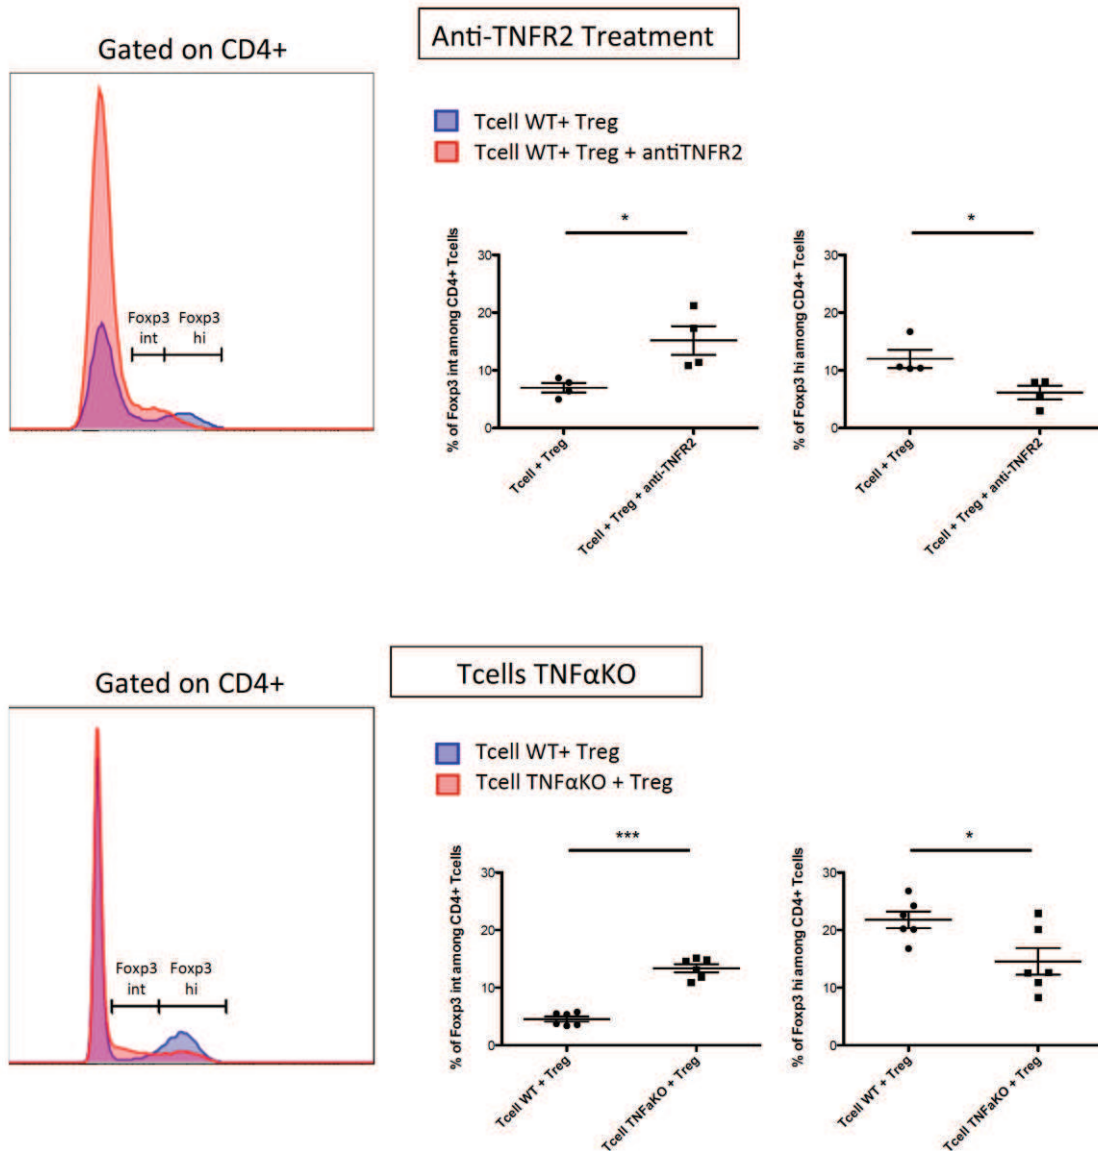 Anti-TNFR2 Treatment
Gated on CD4+
Tcell WT+ Treg
Tcell WT+ Treg + antiTNFR2
Foxp3 Foxp3
int hi
% of Foxp3 int among CD4+ Tcells
30
20
10
0
*
Tcell + Treg
Tcell + Treg + anti-TNFR2
% of Foxp3 hi among CD4+ Tcells
30
20
10
0
*
Tcell + Treg
Tcell + Treg + anti-TNFR2
Tcells TNFαKO
Gated on CD4+
Tcell WT+ Treg
Tcell TNFαKO + Treg
Foxp3 Foxp3
int hi
% of Foxp3 int among CD4+ Tcells
30
20
10
0
***
Tcell WT + Treg
Tcell TNFaKO + Treg
% of Foxp3 hi among CD4+ Tcells
30
20
10
0
*
Tcell WT + Treg
Tcell TNFaKO + Treg